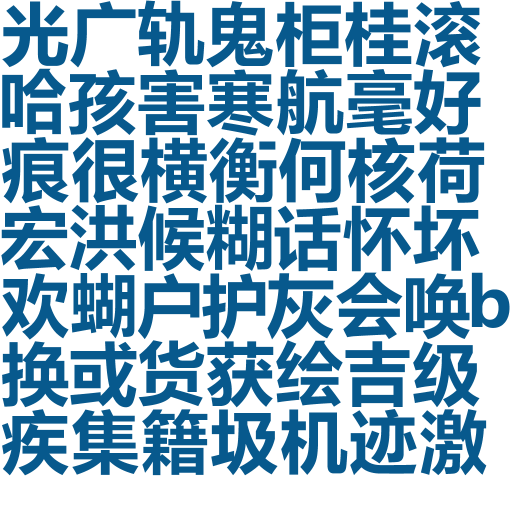 光广轨鬼柜桂滚
哈孩害寒航毫好
痕很横衡何核荷
宏洪候糊话怀坏
欢蝴户护灰会唤b
换或货获绘吉级
疾集籍圾机迹激